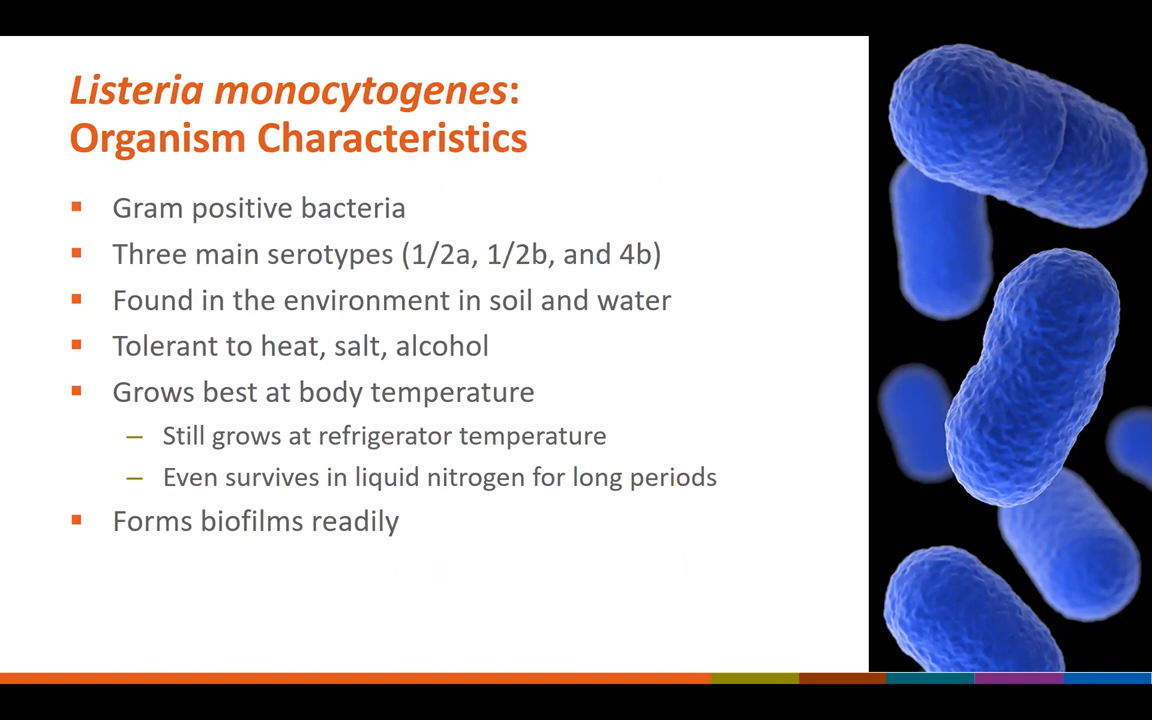 Listeria monocytogenes:
Organism Characteristics
Gram positive bacteria
Three main serotypes (1/2a, 1/2b, and 4b)
Found in the environment in soil and water
Tolerant to heat, salt, alcohol
Grows best at body temperature
– Still grows at refrigerator temperature
– Even survives in liquid nitrogen for long periods
Forms biofilms readily